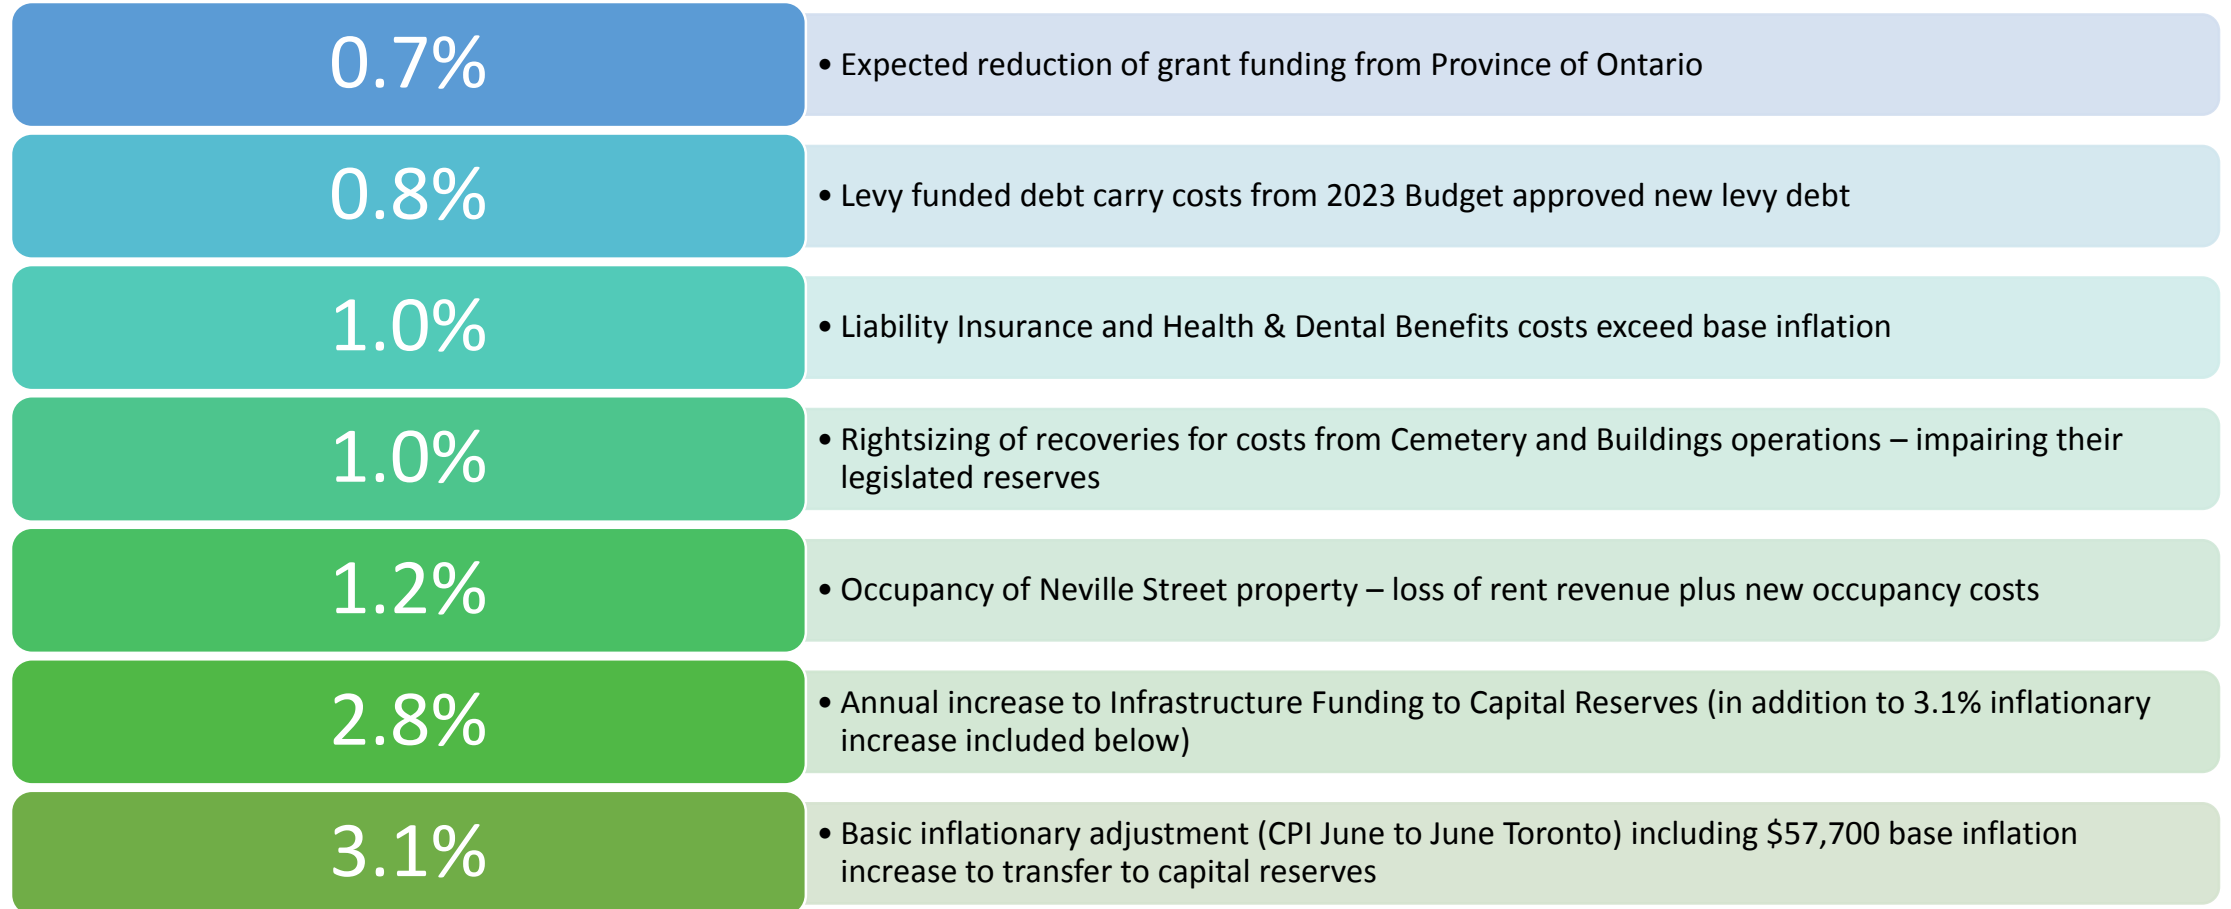 0.7%
• Expected reduction of grant funding from Province of Ontario
0.8%
• Levy funded debt carry costs from 2023 Budget approved new levy debt
1.0%
• Liability Insurance and Health & Dental Benefits costs exceed base inflation
1.0%
• Rightsizing of recoveries for costs from Cemetery and Buildings operations – impairing their
legislated reserves
1.2%
• Occupancy of Neville Street property – loss of rent revenue plus new occupancy costs
2.8%
• Annual increase to Infrastructure Funding to Capital Reserves (in addition to 3.1% inflationary
increase included below)
3.1%
• Basic inflationary adjustment (CPI June to June Toronto) including $57,700 base inflation
increase to transfer to capital reserves